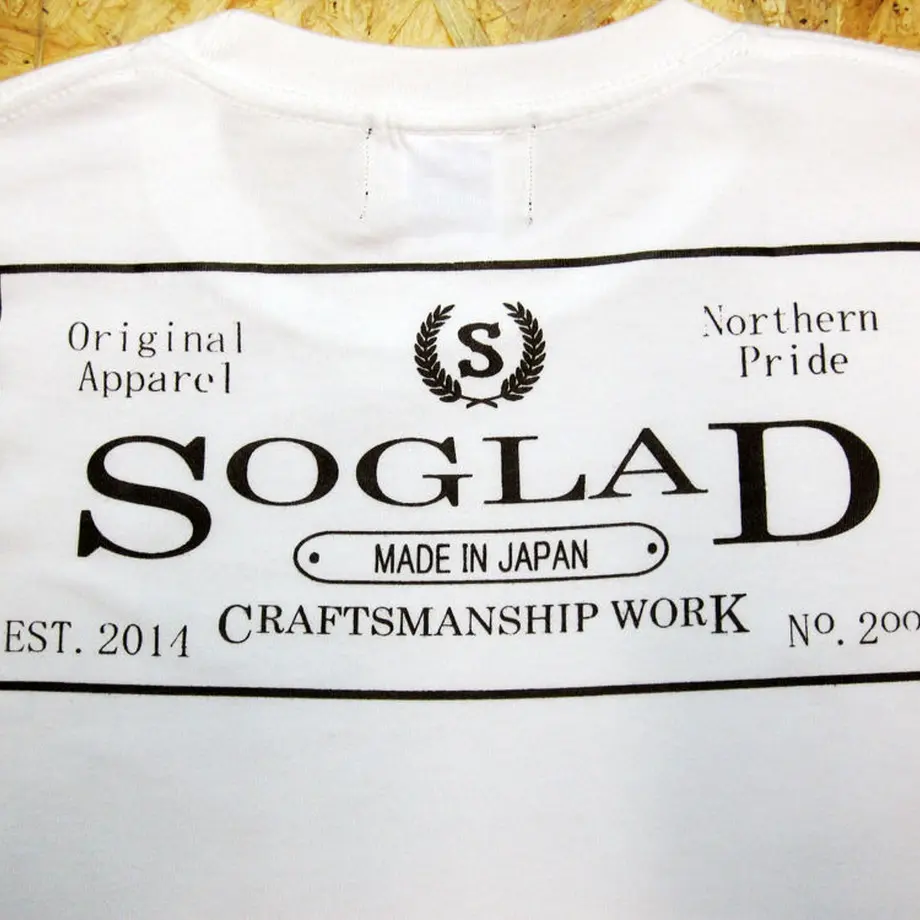 Original
Apparel
S
Northern
Pride
SOGLAD
MADE IN JAPAN
CRAFTSMANSHIP WORK
EST. 2014